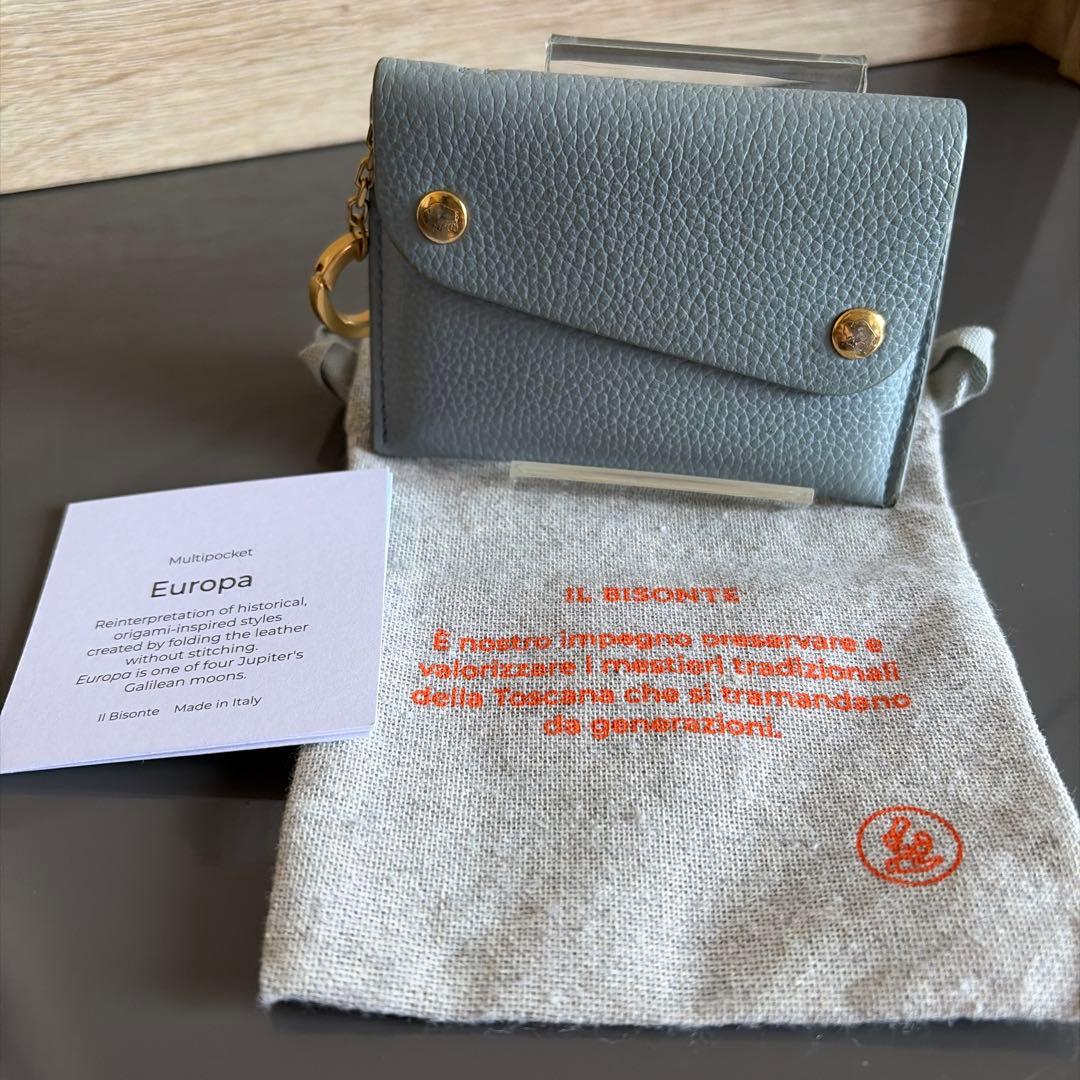 Multipocket
Europa
Reinterpretation of historical,
origami-inspired styles
created by folding the leather
without stitching.
Europa is one of four Jupiter's
Galilean moons.
Il Bisonte Made in Italy
IL BISONTE
È nostro impegno preservare e
valorizzare i mestieri tradizionali
della Toscana che si tramandano
da generazioni.